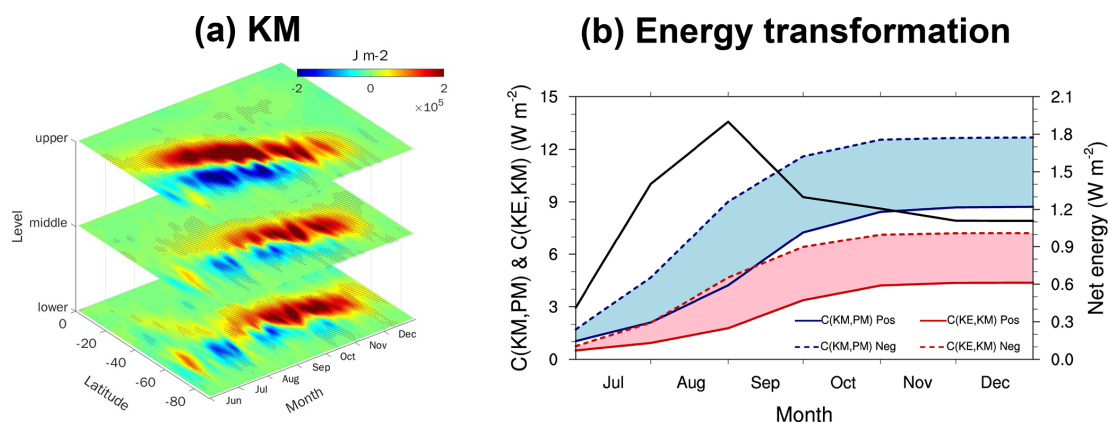 (a) KM
J m-2
-2
0
2
×10⁵
upper
middle
lower
Level
0
-20
-40
-60
-80
Latitude
Jun
Jul
Aug
Sep
Oct
Nov
Dec
Month
(b) Energy transformation
C(KM,PM) & C(KE,KM) (W m⁻²)
15
12
9
6
3
0
Net energy (W m⁻²)
2.1
1.8
1.5
1.2
0.9
0.6
0.3
0.0
C(KM,PM) Pos
C(KE,KM) Pos
C(KM,PM) Neg
C(KE,KM) Neg
Jul
Aug
Sep
Oct
Nov
Dec
Month